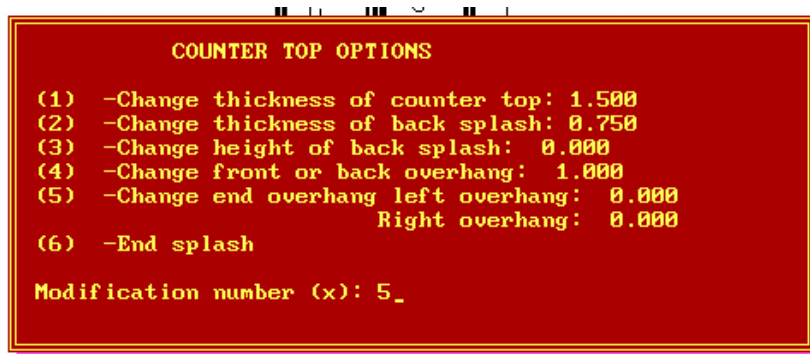 COUNTER TOP OPTIONS
(1) -Change thickness of counter top: 1.500
(2) -Change thickness of back splash: 0.750
(3) -Change height of back splash: 0.000
(4) -Change front or back overhang: 1.000
(5) -Change end overhang left overhang: 0.000
Right overhang: 0.000
(6) -End splash
Modification number (x): 5_